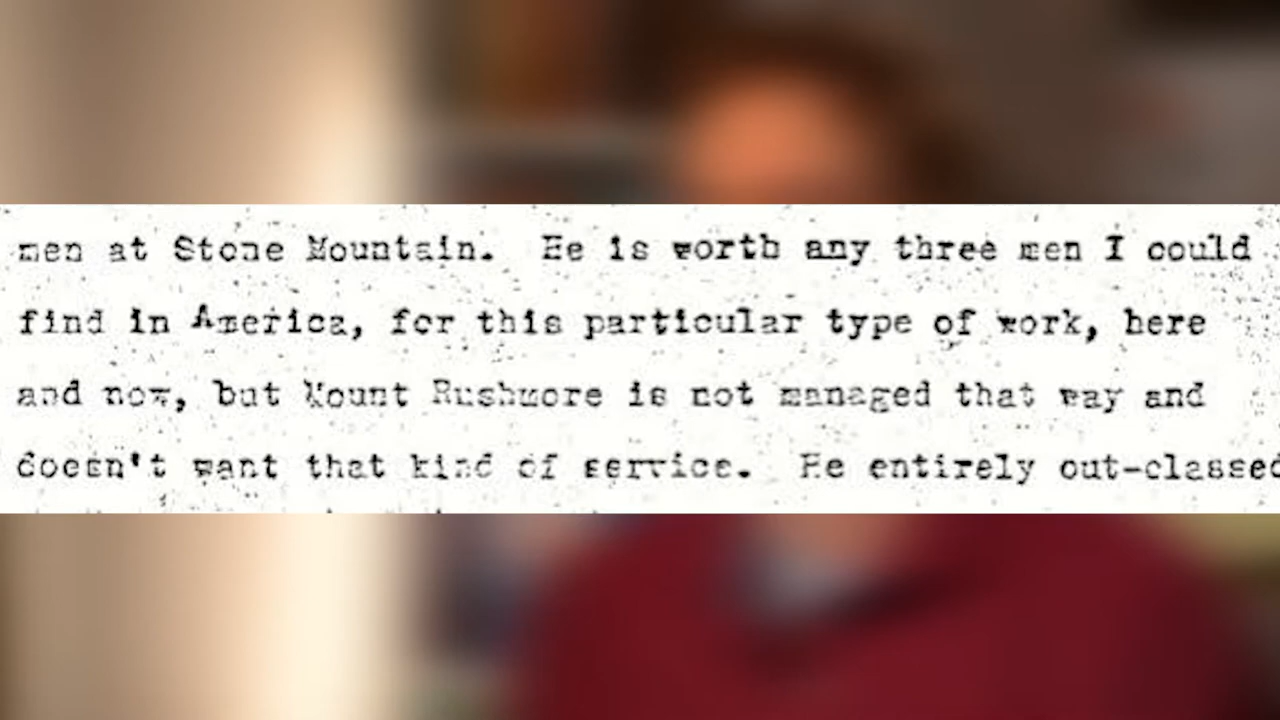 men at Stone Mountain. He is worth any three men I could
find in America, for this particular type of work, here
and now, but Mount Rushmore is not managed that way and
doesn't want that kind of service. He entirely out-classed